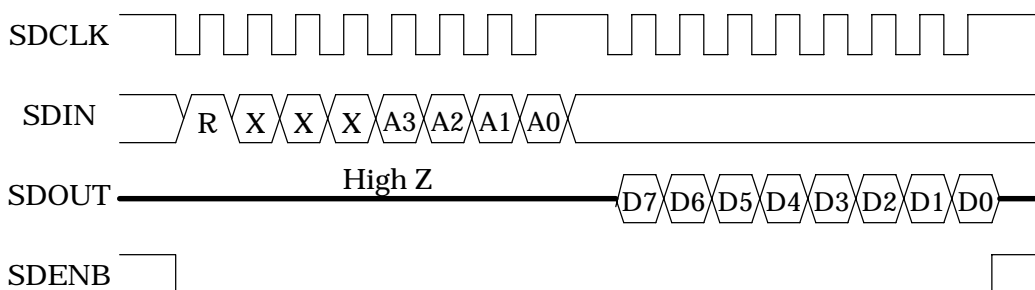 SDCLK
SDIN R X X X A3 A2 A1 A0
High Z
SDOUT D7 D6 D5 D4 D3 D2 D1 D0
SDENB